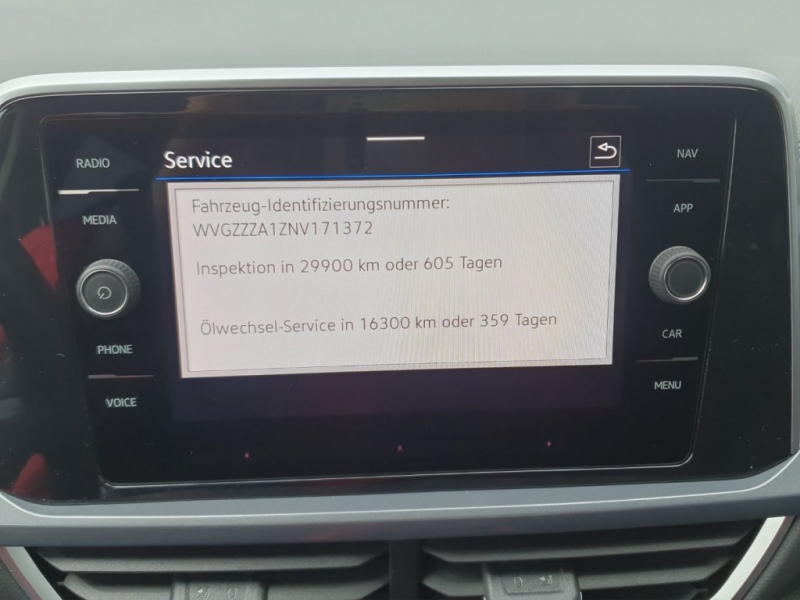 Service
RADIO
MEDIA
PHONE
VOICE
Fahrzeug-Identifizierungsnummer:
WVGZZZA1ZNV171372
Inspektion in 29900 km oder 605 Tagen
Ölwechsel-Service in 16300 km oder 359 Tagen
NAV
APP
CAR
MENU